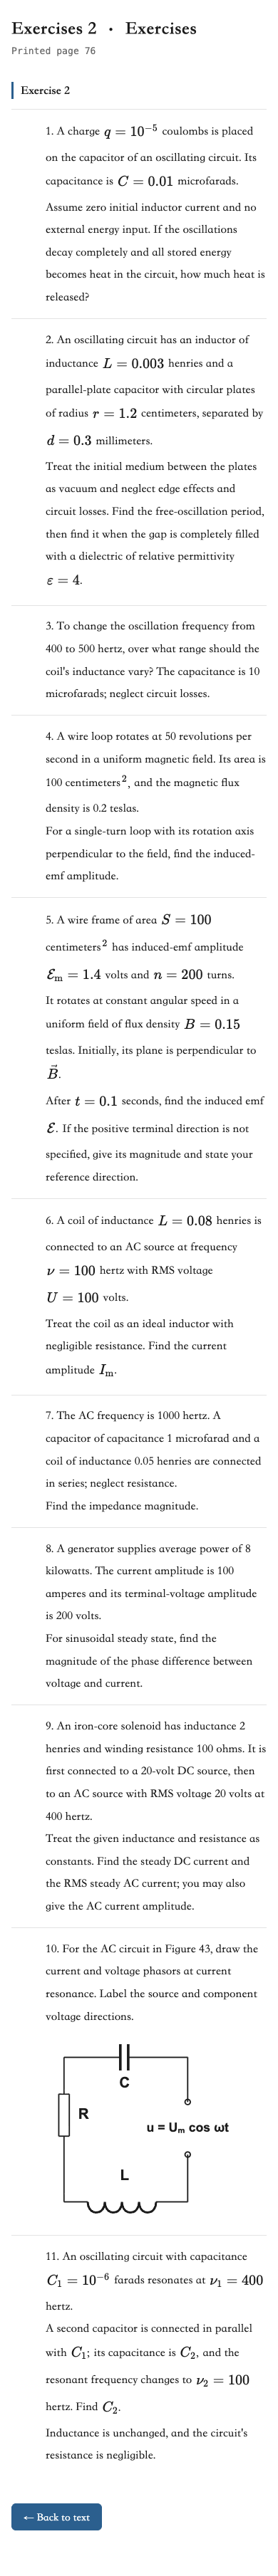 Exercises 2 · Exercises
Printed page 76
Exercise 2
1. A charge q = 10⁻⁵ coulombs is placed
on the capacitor of an oscillating circuit. Its
capacitance is C = 0.01 microfarads.
Assume zero initial inductor current and no
external energy input. If the oscillations
decay completely and all stored energy
becomes heat in the circuit, how much heat is
released?
2. An oscillating circuit has an inductor of
inductance L = 0.003 henries and a
parallel-plate capacitor with circular plates
of radius r = 1.2 centimeters, separated by
d = 0.3 millimeters.
Treat the initial medium between the plates
as vacuum and neglect edge effects and
circuit losses. Find the free-oscillation period,
then find it when the gap is completely filled
with a dielectric of relative permittivity
ε = 4.
3. To change the oscillation frequency from
400 to 500 hertz, over what range should the
coil's inductance vary? The capacitance is 10
microfarads; neglect circuit losses.
4. A wire loop rotates at 50 revolutions per
second in a uniform magnetic field. Its area is
100 centimeters², and the magnetic flux
density is 0.2 teslas.
For a single-turn loop with its rotation axis
perpendicular to the field, find the induced-
emf amplitude.
5. A wire frame of area S = 100
centimeters² has induced-emf amplitude
ℰₘ = 1.4 volts and n = 200 turns.
It rotates at constant angular speed in a
uniform field of flux density B = 0.15
teslas. Initially, its plane is perpendicular to
B⃗.
After t = 0.1 seconds, find the induced emf
ℰ. If the positive terminal direction is not
specified, give its magnitude and state your
reference direction.
6. A coil of inductance L = 0.08 henries is
connected to an AC source at frequency
ν = 100 hertz with RMS voltage
U = 100 volts.
Treat the coil as an ideal inductor with
negligible resistance. Find the current
amplitude Iₘ.
7. The AC frequency is 1000 hertz. A
capacitor of capacitance 1 microfarad and a
coil of inductance 0.05 henries are connected
in series; neglect resistance.
Find the impedance magnitude.
8. A generator supplies average power of 8
kilowatts. The current amplitude is 100
amperes and its terminal-voltage amplitude
is 200 volts.
For sinusoidal steady state, find the
magnitude of the phase difference between
voltage and current.
9. An iron-core solenoid has inductance 2
henries and winding resistance 100 ohms. It is
first connected to a 20-volt DC source, then
to an AC source with RMS voltage 20 volts at
400 hertz.
Treat the given inductance and resistance as
constants. Find the steady DC current and
the RMS steady AC current; you may also
give the AC current amplitude.
10. For the AC circuit in Figure 43, draw the
current and voltage phasors at current
resonance. Label the source and component
voltage directions.
C
R
u = Uₘ cos ωt
L
11. An oscillating circuit with capacitance
C₁ = 10⁻⁶ farads resonates at ν₁ = 400
hertz.
A second capacitor is connected in parallel
with C₁; its capacitance is C₂, and the
resonant frequency changes to ν₂ = 100
hertz. Find C₂.
Inductance is unchanged, and the circuit's
resistance is negligible.
← Back to text